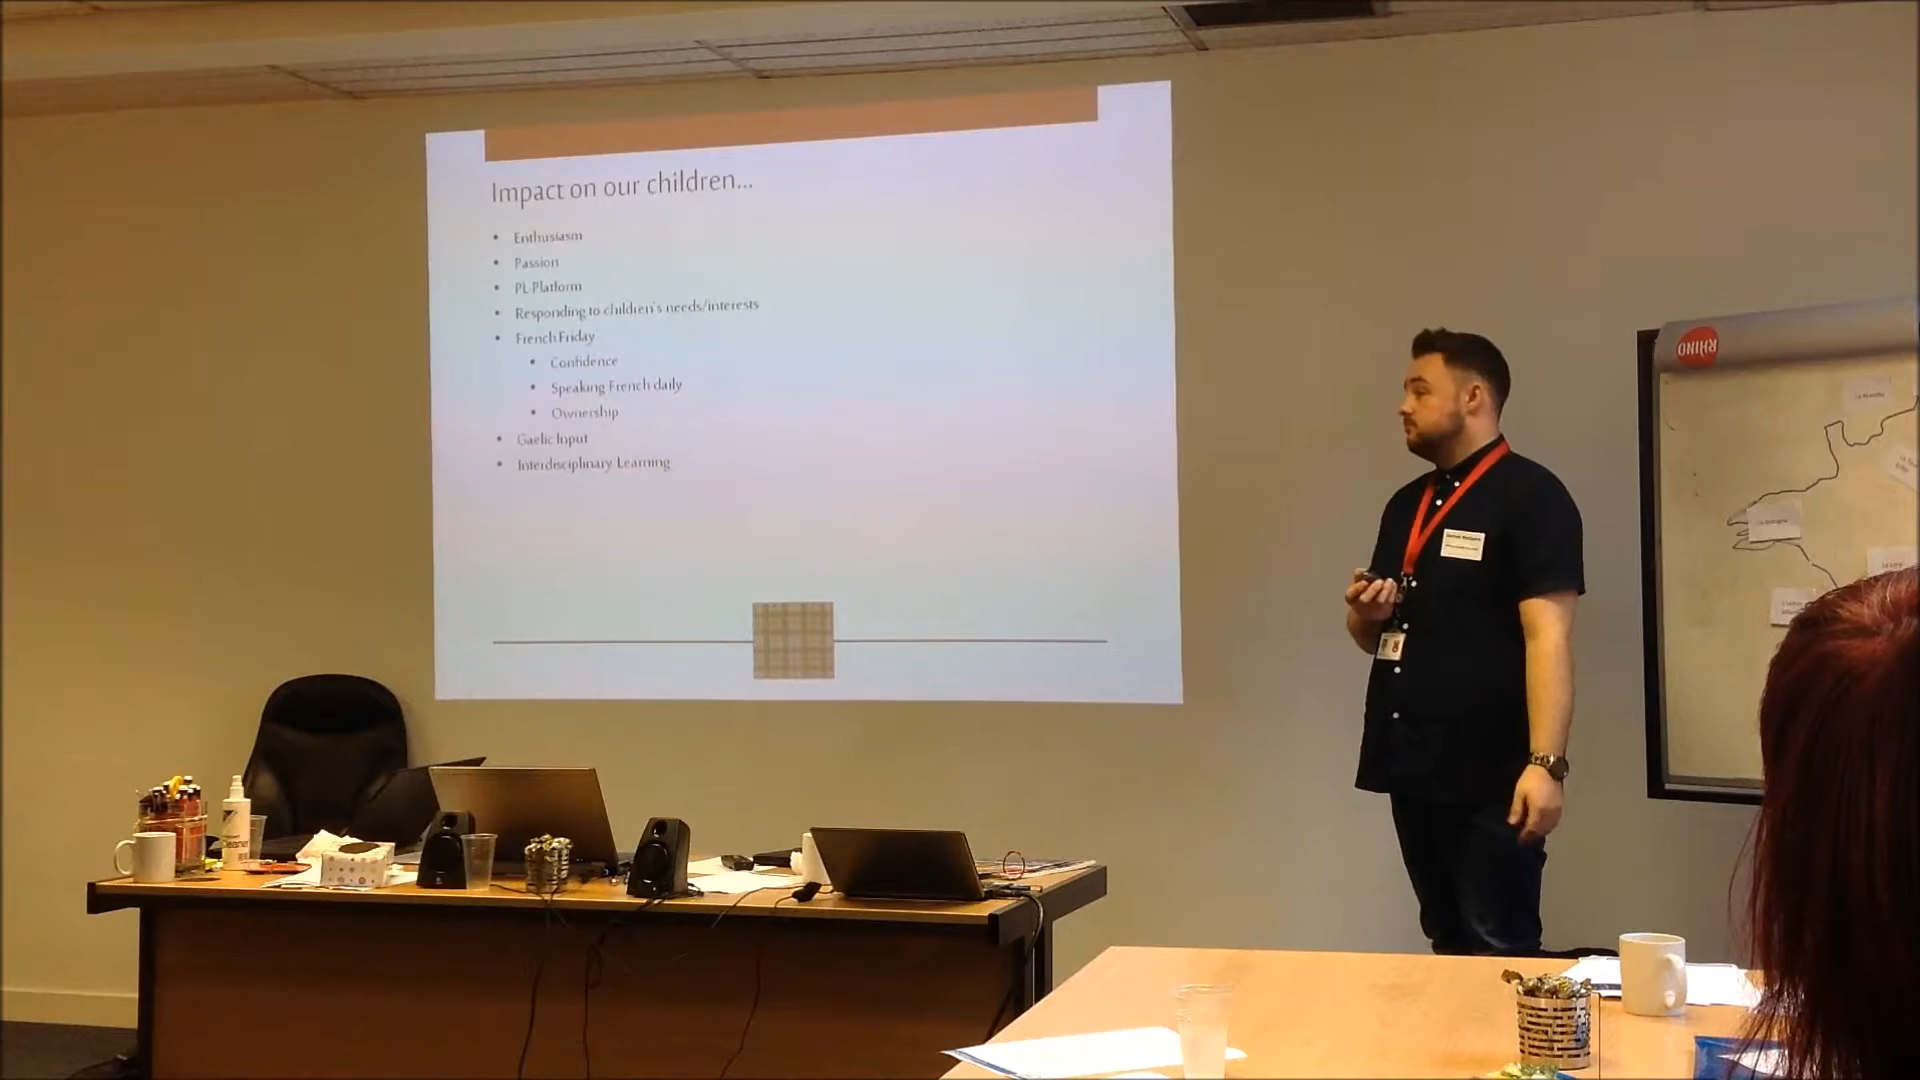 Impact on our children...
• Enthusiasm
• Passion
• PL Platform
• Responding to children's needs/interests
• French Friday
• Confidence
• Speaking French daily
• Ownership
• Gaelic Input
• Interdisciplinary Learning
RHINO
Cleaner